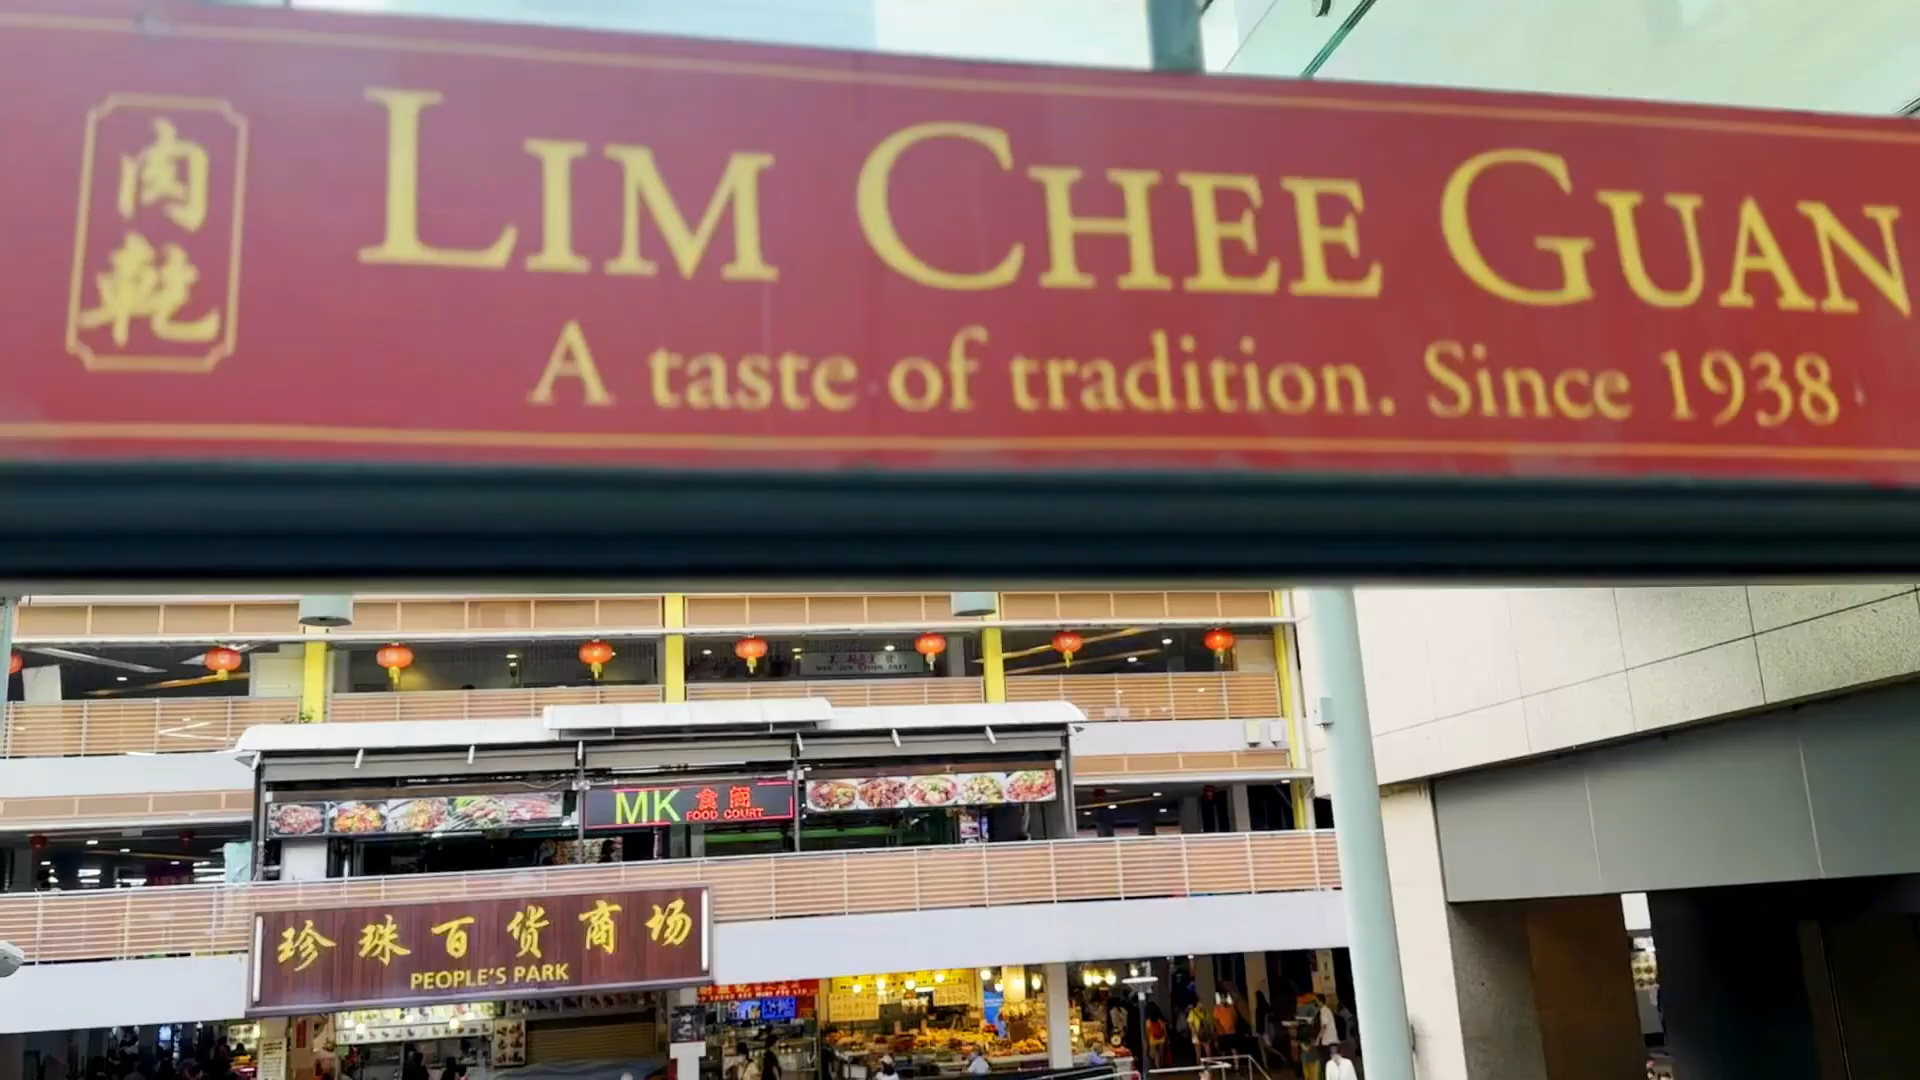 肉乾
LIM CHEE GUAN
A taste of tradition. Since 1938
MK 食阁
FOOD COURT
珍珠百货商场
PEOPLE'S PARK